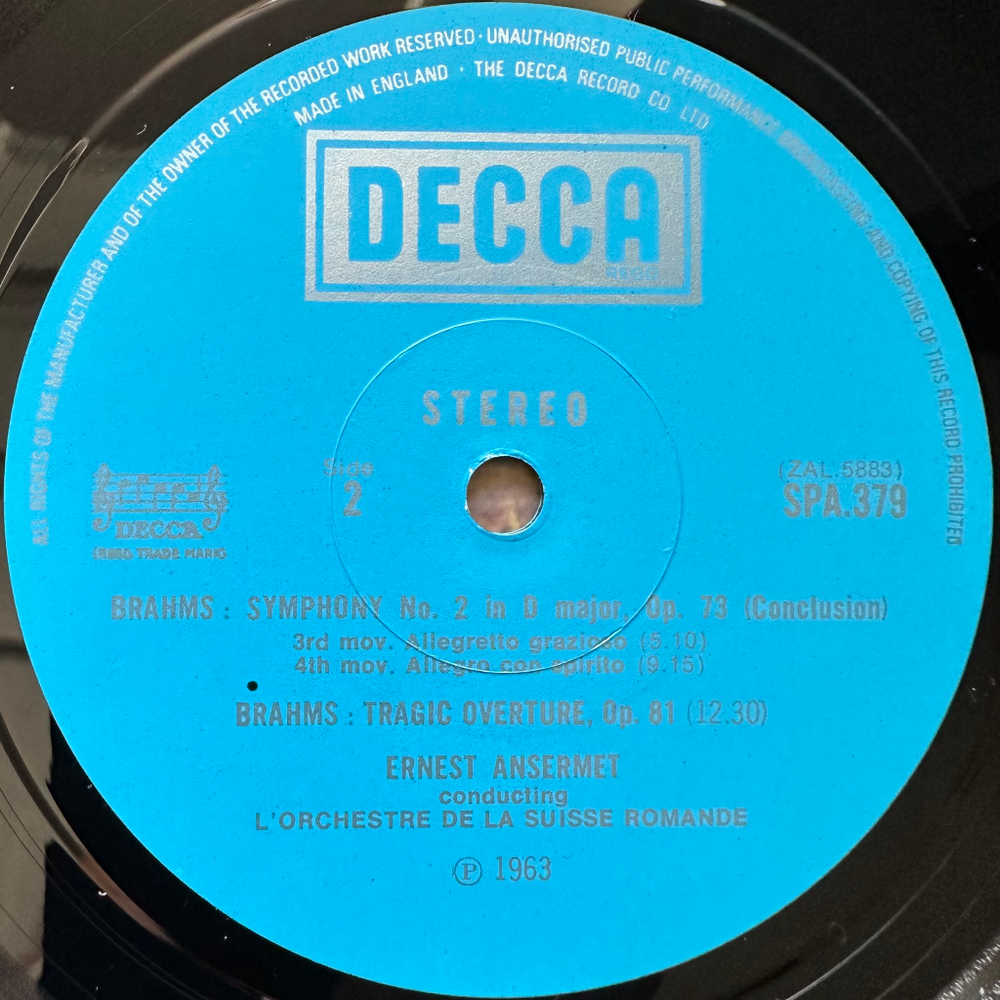 ALL RIGHTS OF THE MANUFACTURER AND OF THE OWNER OF THE RECORDED WORK RESERVED · UNAUTHORISED PUBLIC PERFORMANCE BROADCASTING AND COPYING OF THIS RECORD PROHIBITED
MADE IN ENGLAND · THE DECCA RECORD CO. LTD
DECCA
REGD
STEREO
Side
2
(ZAL.5883)
SPA.379
DECCA
(REGD. TRADE MARK)
BRAHMS : SYMPHONY No. 2 in D major, Op. 73 (Conclusion)
3rd mov. Allegretto grazioso (5.10)
4th mov. Allegro con spirito (9.15)
BRAHMS : TRAGIC OVERTURE, Op. 81 (12.30)
ERNEST ANSERMET
conducting
L'ORCHESTRE DE LA SUISSE ROMANDE
Ⓟ 1963